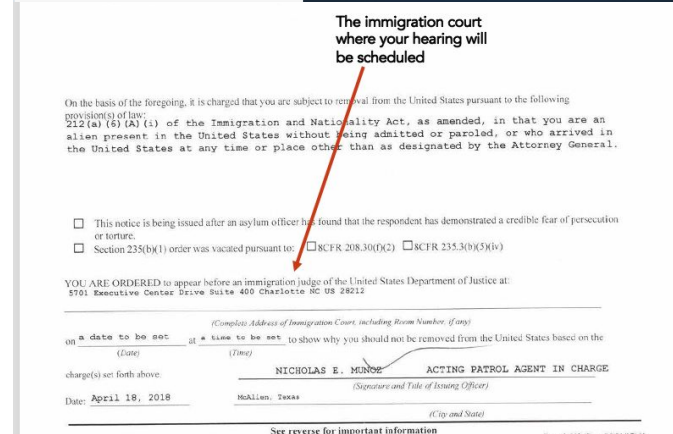 The immigration court
where your hearing will
be scheduled
On the basis of the foregoing, it is charged that you are subject to removal from the United States pursuant to the following
provision(s) of law:
212(a)(6)(A)(i) of the Immigration and Nationality Act, as amended, in that you are an
alien present in the United States without being admitted or paroled, or who arrived in
the United States at any time or place other than as designated by the Attorney General.
This notice is being issued after an asylum officer has found that the respondent has demonstrated a credible fear of persecution
or torture.
Section 235(b)(1) order was vacated pursuant to: 8CFR 208.30(f)(2) 8CFR 235.3(b)(5)(iv)
YOU ARE ORDERED to appear before an immigration judge of the United States Department of Justice at:
5701 Executive Center Drive Suite 400 Charlotte NC US 28212
(Complete Address of Immigration Court, including Room Number, if any)
on a date to be set at a time to be set to show why you should not be removed from the United States based on the
(Date) (Time)
charge(s) set forth above. NICHOLAS E. MUNOZ ACTING PATROL AGENT IN CHARGE
(Signature and Title of Issuing Officer)
Date: April 18, 2018 McAllen, Texas
(City and State)
See reverse for important information